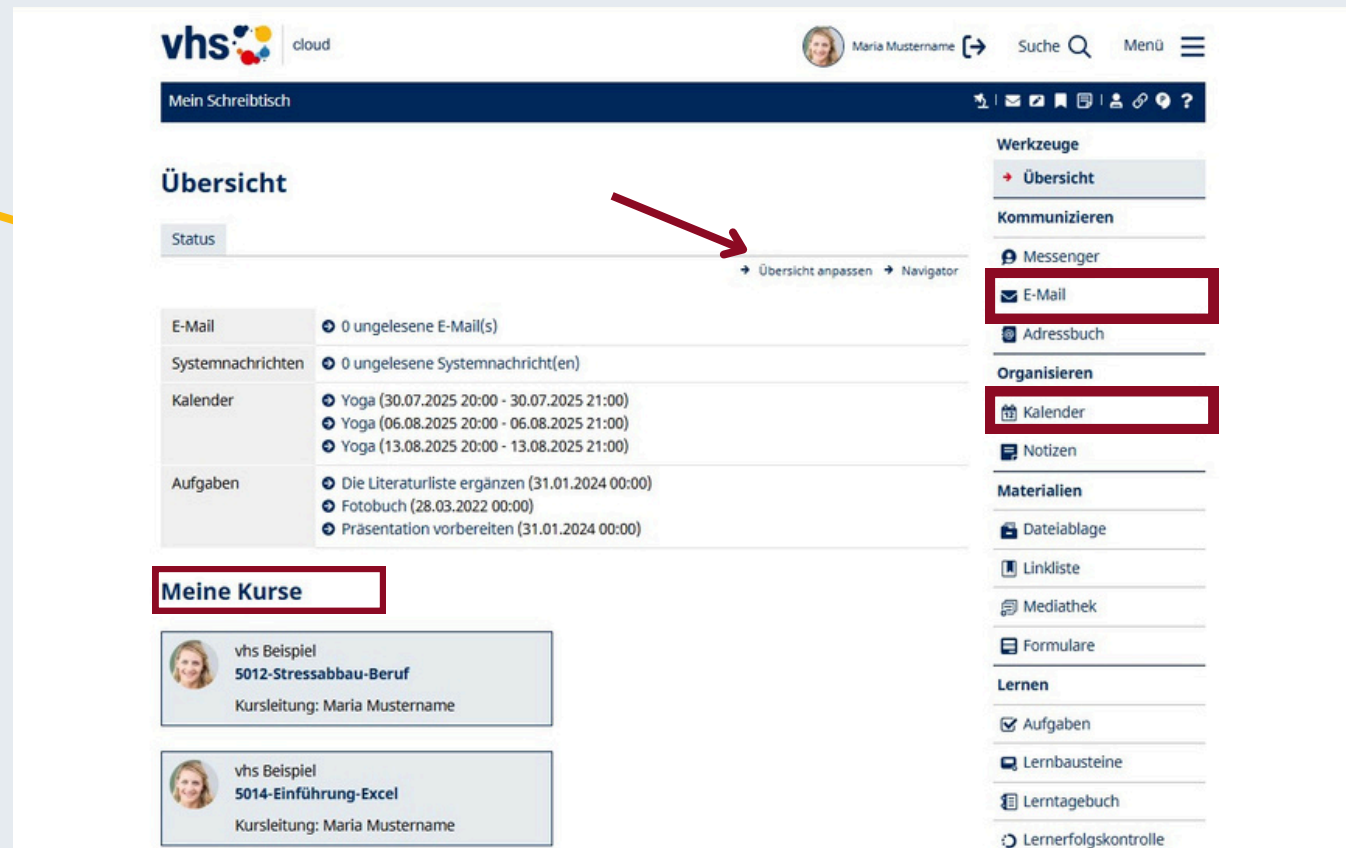 vhs cloud
Maria Mustername Suche Menü
Mein Schreibtisch
?
Übersicht
Status
Übersicht anpassen Navigator
E-Mail 0 ungelesene E-Mail(s)
Systemnachrichten 0 ungelesene Systemnachricht(en)
Kalender Yoga (30.07.2025 20:00 - 30.07.2025 21:00)
Yoga (06.08.2025 20:00 - 06.08.2025 21:00)
Yoga (13.08.2025 20:00 - 13.08.2025 21:00)
Aufgaben Die Literaturliste ergänzen (31.01.2024 00:00)
Fotobuch (28.03.2022 00:00)
Präsentation vorbereiten (31.01.2024 00:00)
Meine Kurse
vhs Beispiel
5012-Stressabbau-Beruf
Kursleitung: Maria Mustername
vhs Beispiel
5014-Einführung-Excel
Kursleitung: Maria Mustername
Werkzeuge
Übersicht
Kommunizieren
Messenger
E-Mail
Adressbuch
Organisieren
12 Kalender
Notizen
Materialien
Dateiablage
Linkliste
Mediathek
Formulare
Lernen
Aufgaben
Lernbausteine
Lerntagebuch
Lernerfolgskontrolle